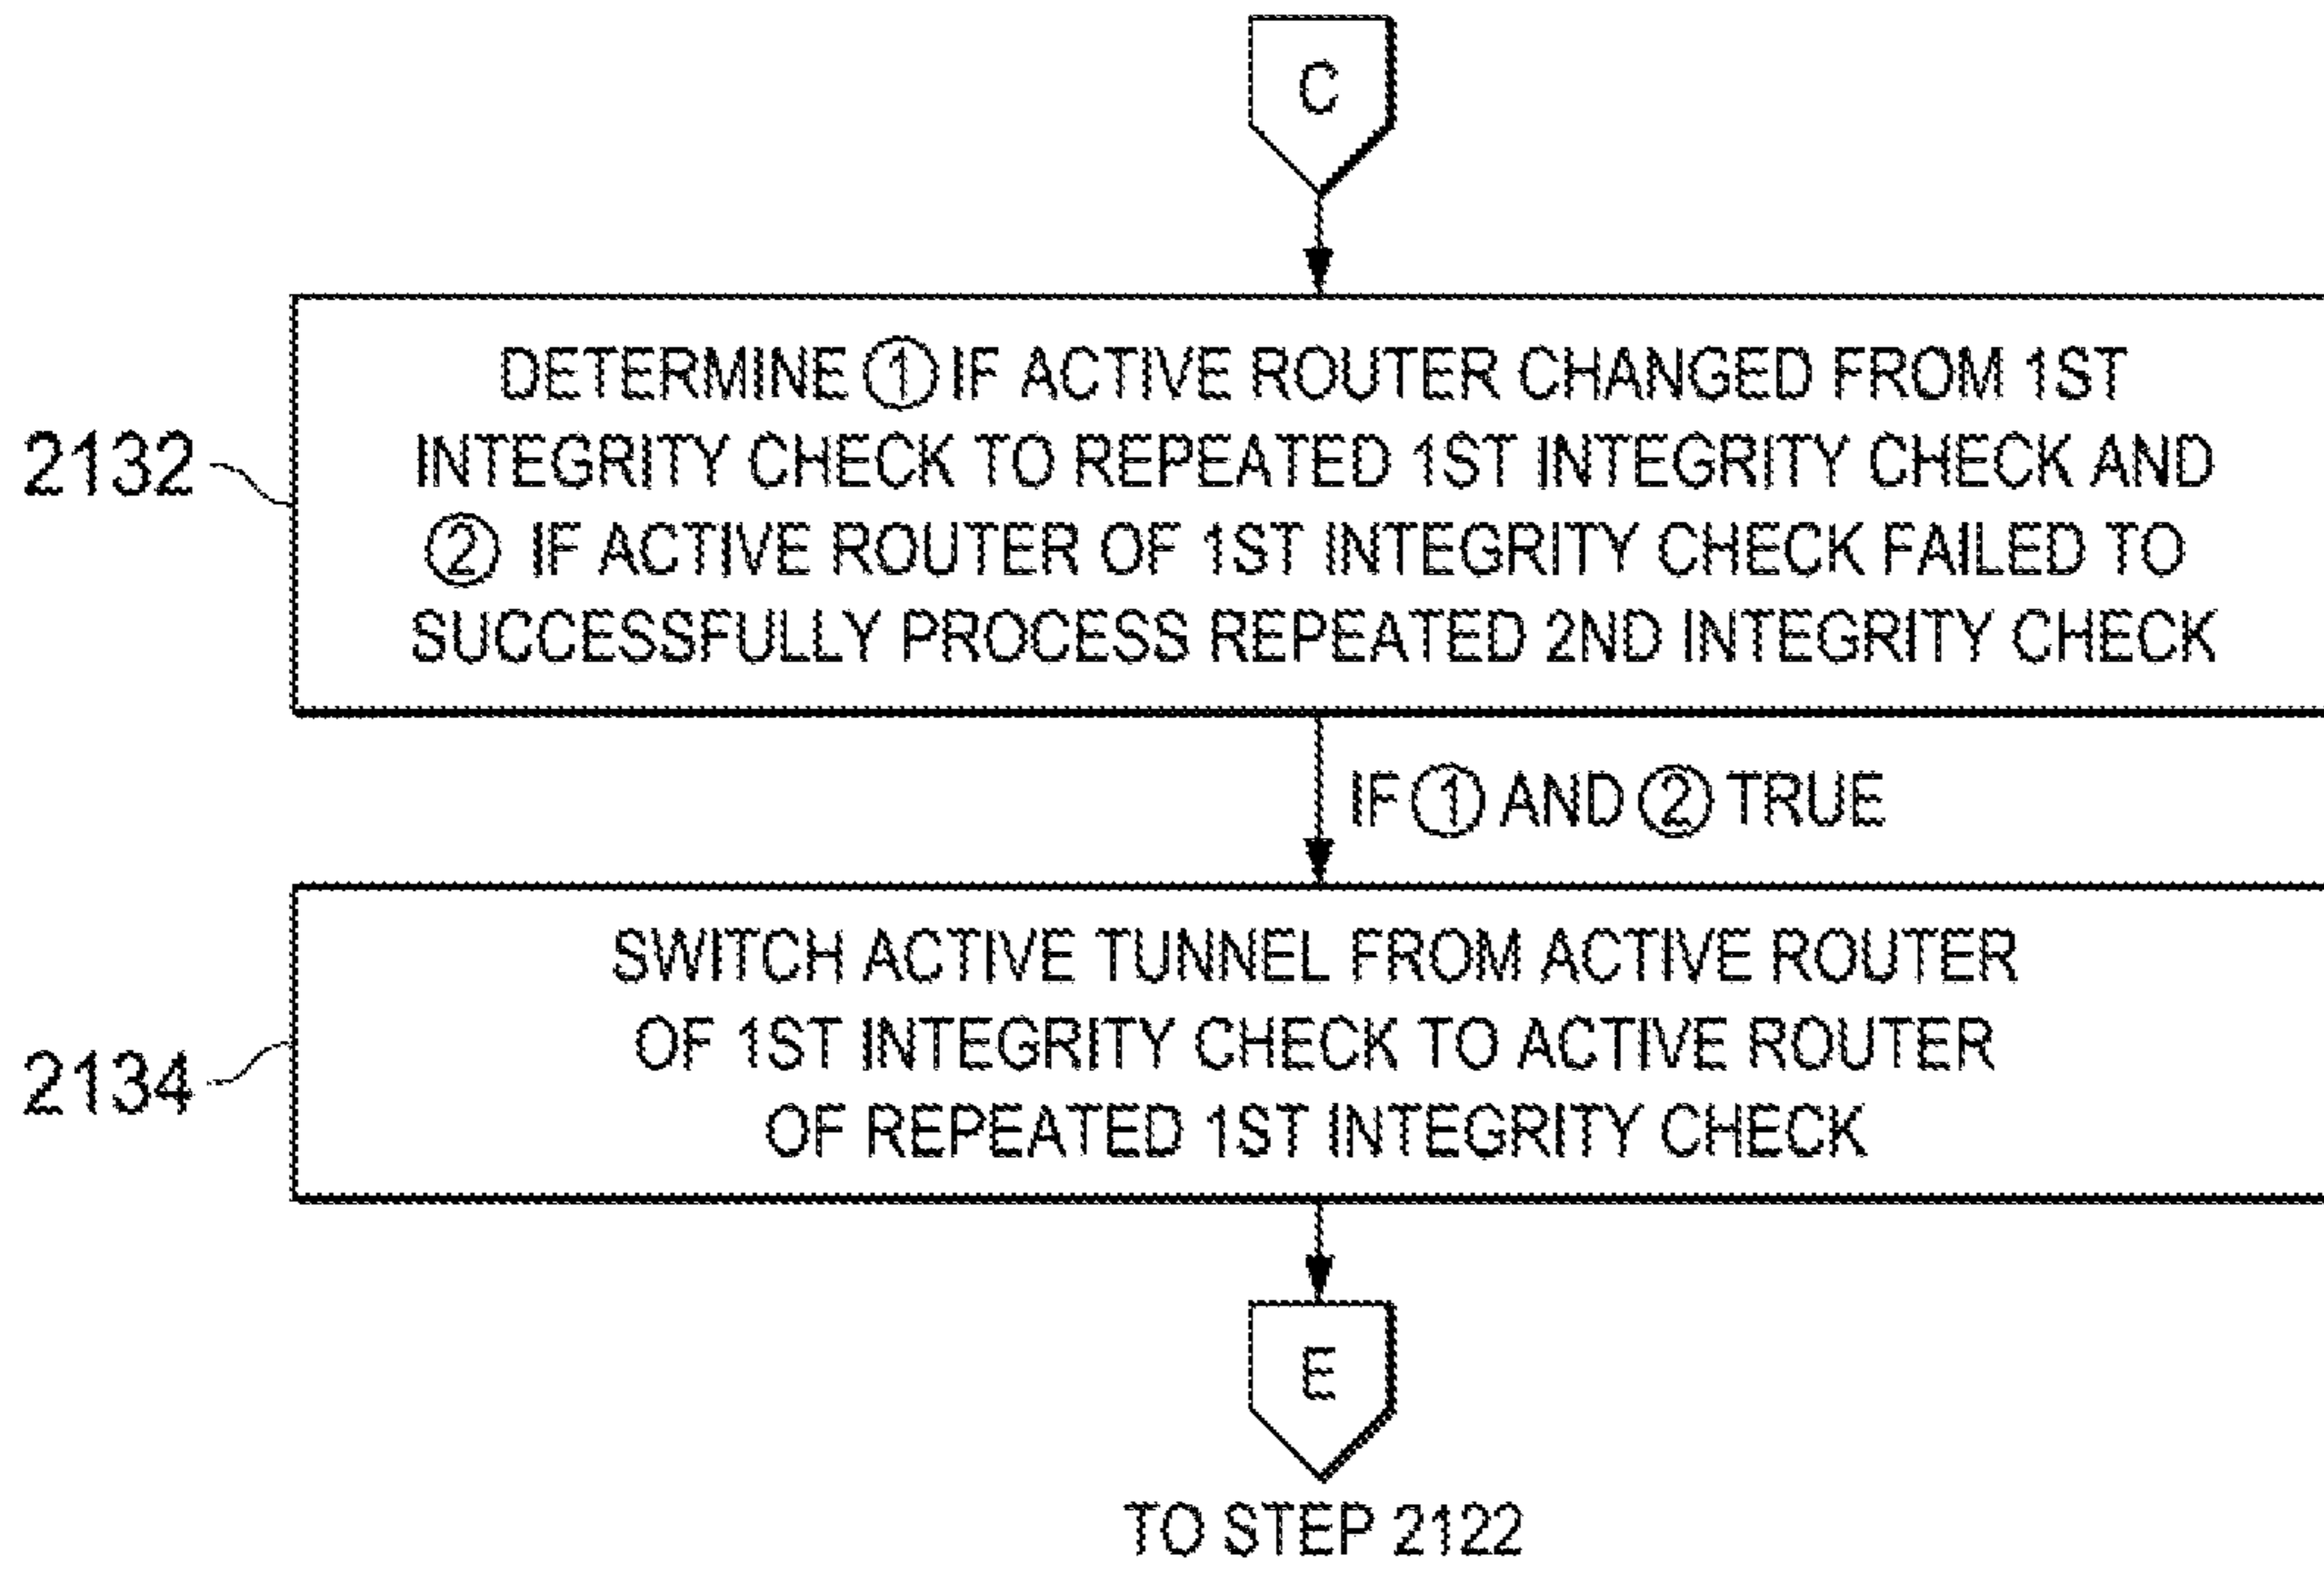 C
2132
DETERMINE ① IF ACTIVE ROUTER CHANGED FROM 1ST
INTEGRITY CHECK TO REPEATED 1ST INTEGRITY CHECK AND
② IF ACTIVE ROUTER OF 1ST INTEGRITY CHECK FAILED TO
SUCCESSFULLY PROCESS REPEATED 2ND INTEGRITY CHECK
IF ① AND ② TRUE
2134
SWITCH ACTIVE TUNNEL FROM ACTIVE ROUTER
OF 1ST INTEGRITY CHECK TO ACTIVE ROUTER
OF REPEATED 1ST INTEGRITY CHECK
E
TO STEP 2122